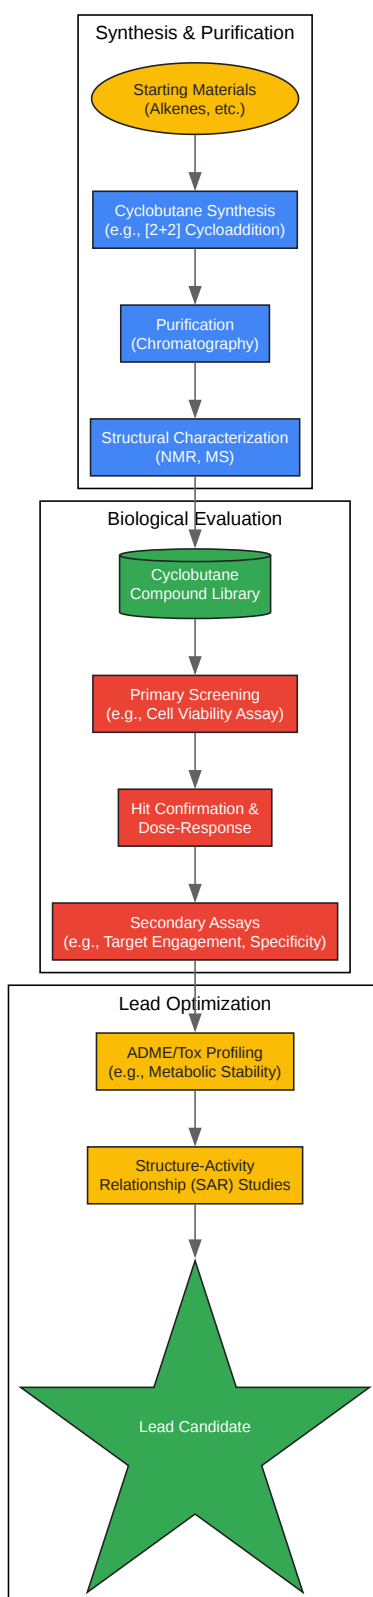 Synthesis & Purification
Starting Materials
(Alkenes, etc.)
Cyclobutane Synthesis
(e.g., [2+2] Cycloaddition)
Purification
(Chromatography)
Structural Characterization
(NMR, MS)
Biological Evaluation
Cyclobutane
Compound Library
Primary Screening
(e.g., Cell Viability Assay)
Hit Confirmation &
Dose-Response
Secondary Assays
(e.g., Target Engagement, Specificity)
Lead Optimization
ADME/Tox Profiling
(e.g., Metabolic Stability)
Structure-Activity
Relationship (SAR) Studies
Lead Candidate